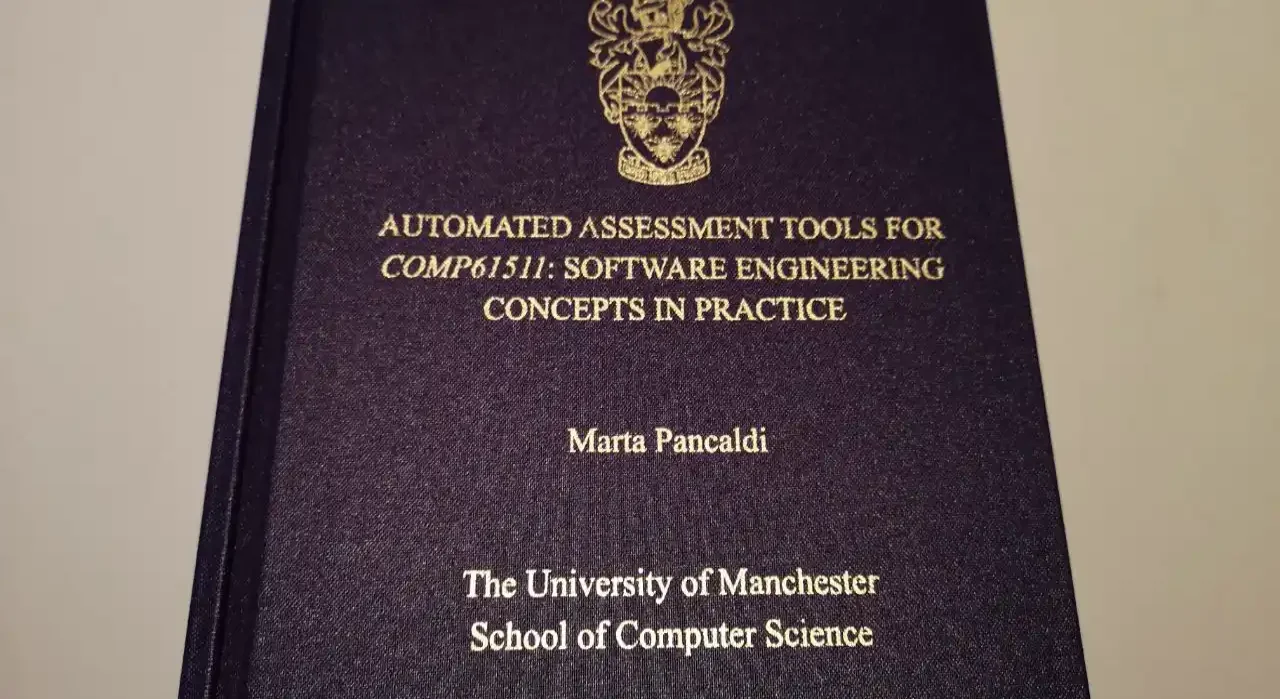 AUTOMATED ASSESSMENT TOOLS FOR
COMP61511: SOFTWARE ENGINEERING
CONCEPTS IN PRACTICE
Marta Pancaldi
The University of Manchester
School of Computer Science